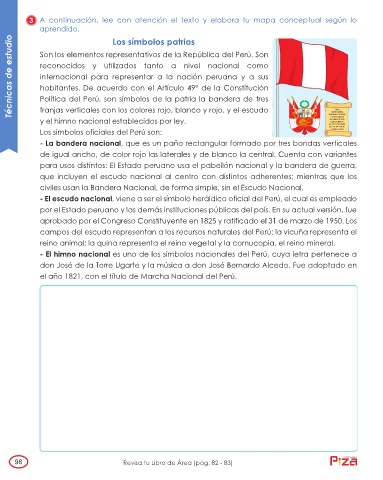 Técnicas de estudio
3 A continuación, lee con atención el texto y elabora tu mapa conceptual según lo
aprendido.
Los símbolos patrios
Son los elementos representativos de la República del Perú. Son
reconocidos y utilizados tanto a nivel nacional como
internacional para representar a la nación peruana y a sus
habitantes. De acuerdo con el Artículo 49° de la Constitución
Política del Perú, son símbolos de la patria la bandera de tres
franjas verticales con los colores rojo, blanco y rojo, y el escudo
y el himno nacional establecidos por ley.
Los símbolos oficiales del Perú son:
- La bandera nacional, que es un paño rectangular formado por tres bandas verticales
de igual ancho, de color rojo las laterales y de blanco la central. Cuenta con variantes
para usos distintos: El Estado peruano usa el pabellón nacional y la bandera de guerra,
que incluyen el escudo nacional al centro con distintos adherentes; mientras que los
civiles usan la Bandera Nacional, de forma simple, sin el Escudo Nacional.
- El escudo nacional, viene a ser el símbolo heráldico oficial del Perú, el cual es empleado
por el Estado peruano y las demás instituciones públicas del país. En su actual versión, fue
aprobado por el Congreso Constituyente en 1825 y ratificado el 31 de marzo de 1950. Los
campos del escudo representan a los recursos naturales del Perú: la vicuña representa el
reino animal; la quina representa el reino vegetal y la cornucopia, el reino mineral.
- El himno nacional es uno de los símbolos nacionales del Perú, cuya letra pertenece a
don José de la Torre Ugarte y la música a don José Bernardo Alcedo. Fue adoptado en
el año 1821, con el título de Marcha Nacional del Perú.
98
Revisa tu Libro de Área (pág. 82 - 83)